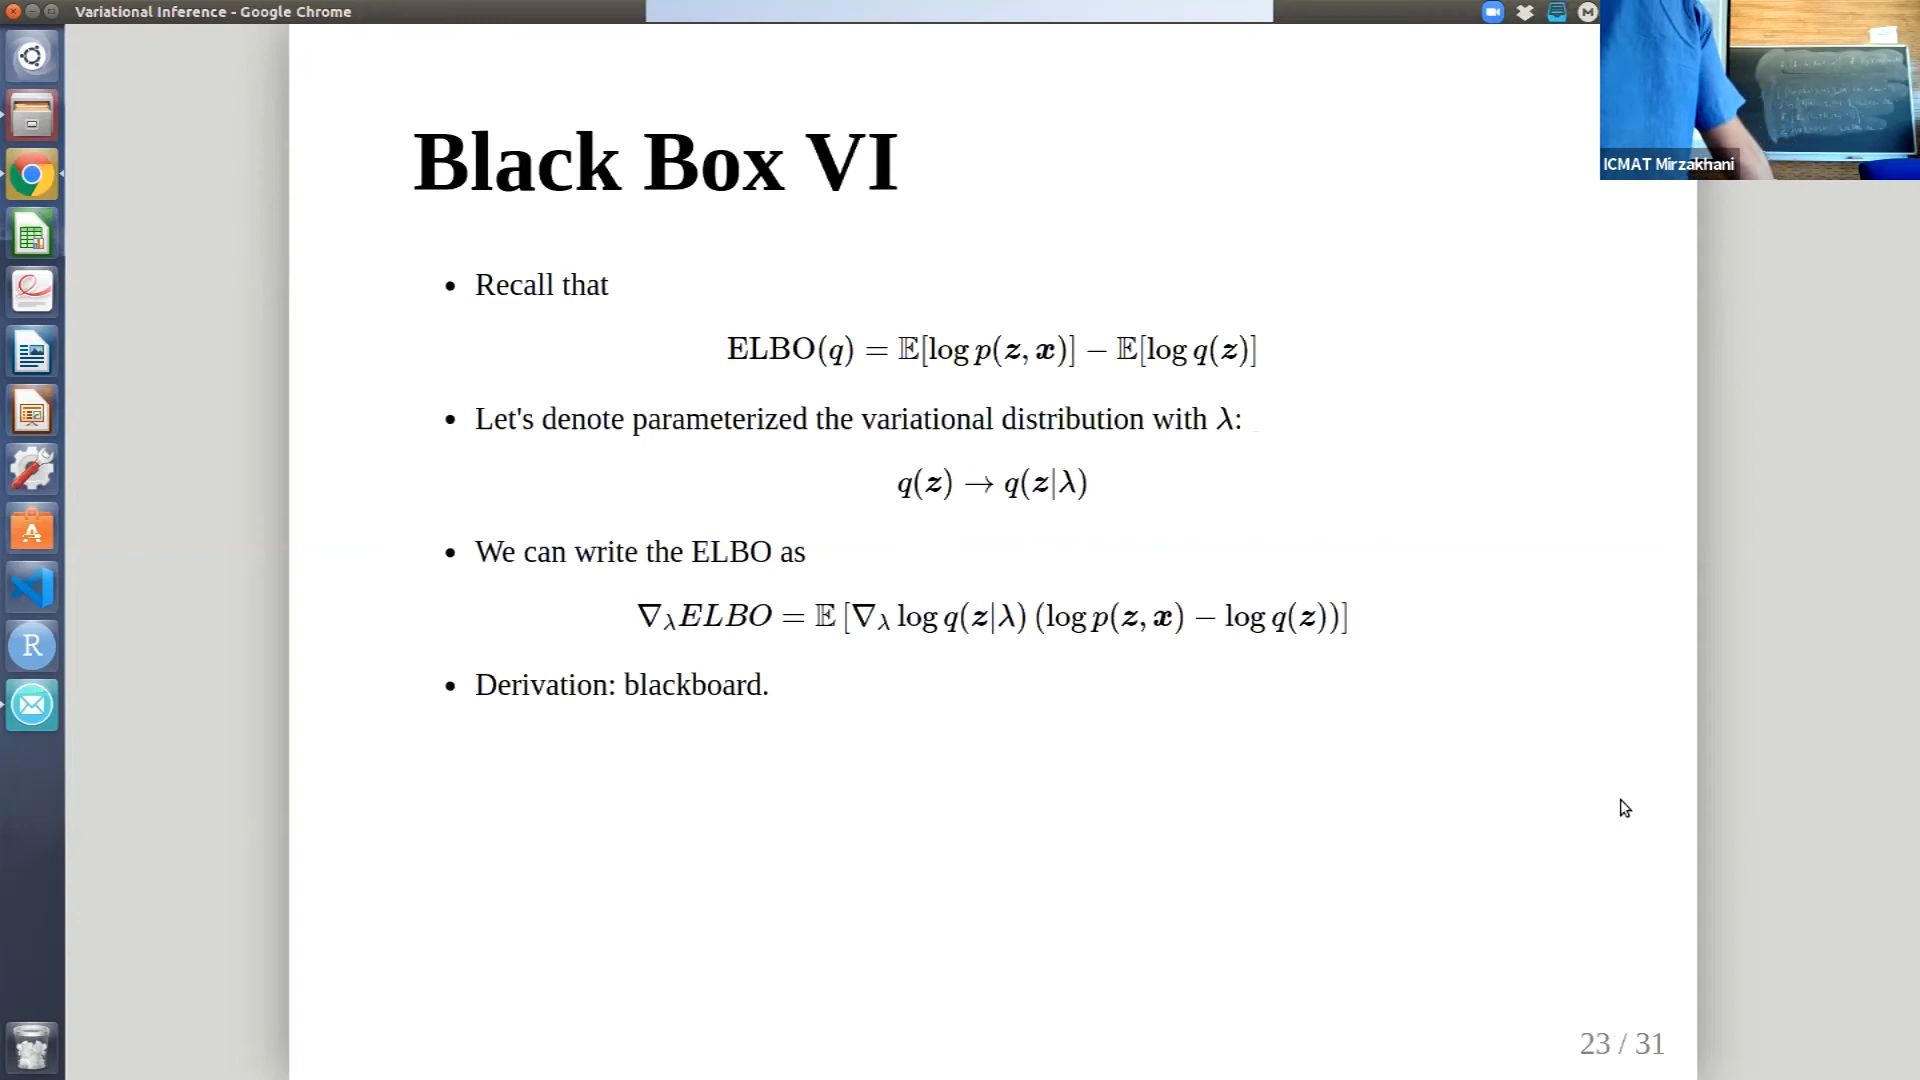 Variational Inference - Google Chrome
ICMAT Mirzakhani
Black Box VI
• Recall that
ELBO(q) = 𝔼[log p(z, x)] − 𝔼[log q(z)]
• Let's denote parameterized the variational distribution with λ:
q(z) → q(z|λ)
• We can write the ELBO as
∇λELBO = 𝔼 [∇λ log q(z|λ) (log p(z, x) − log q(z))]
• Derivation: blackboard.
23 / 31